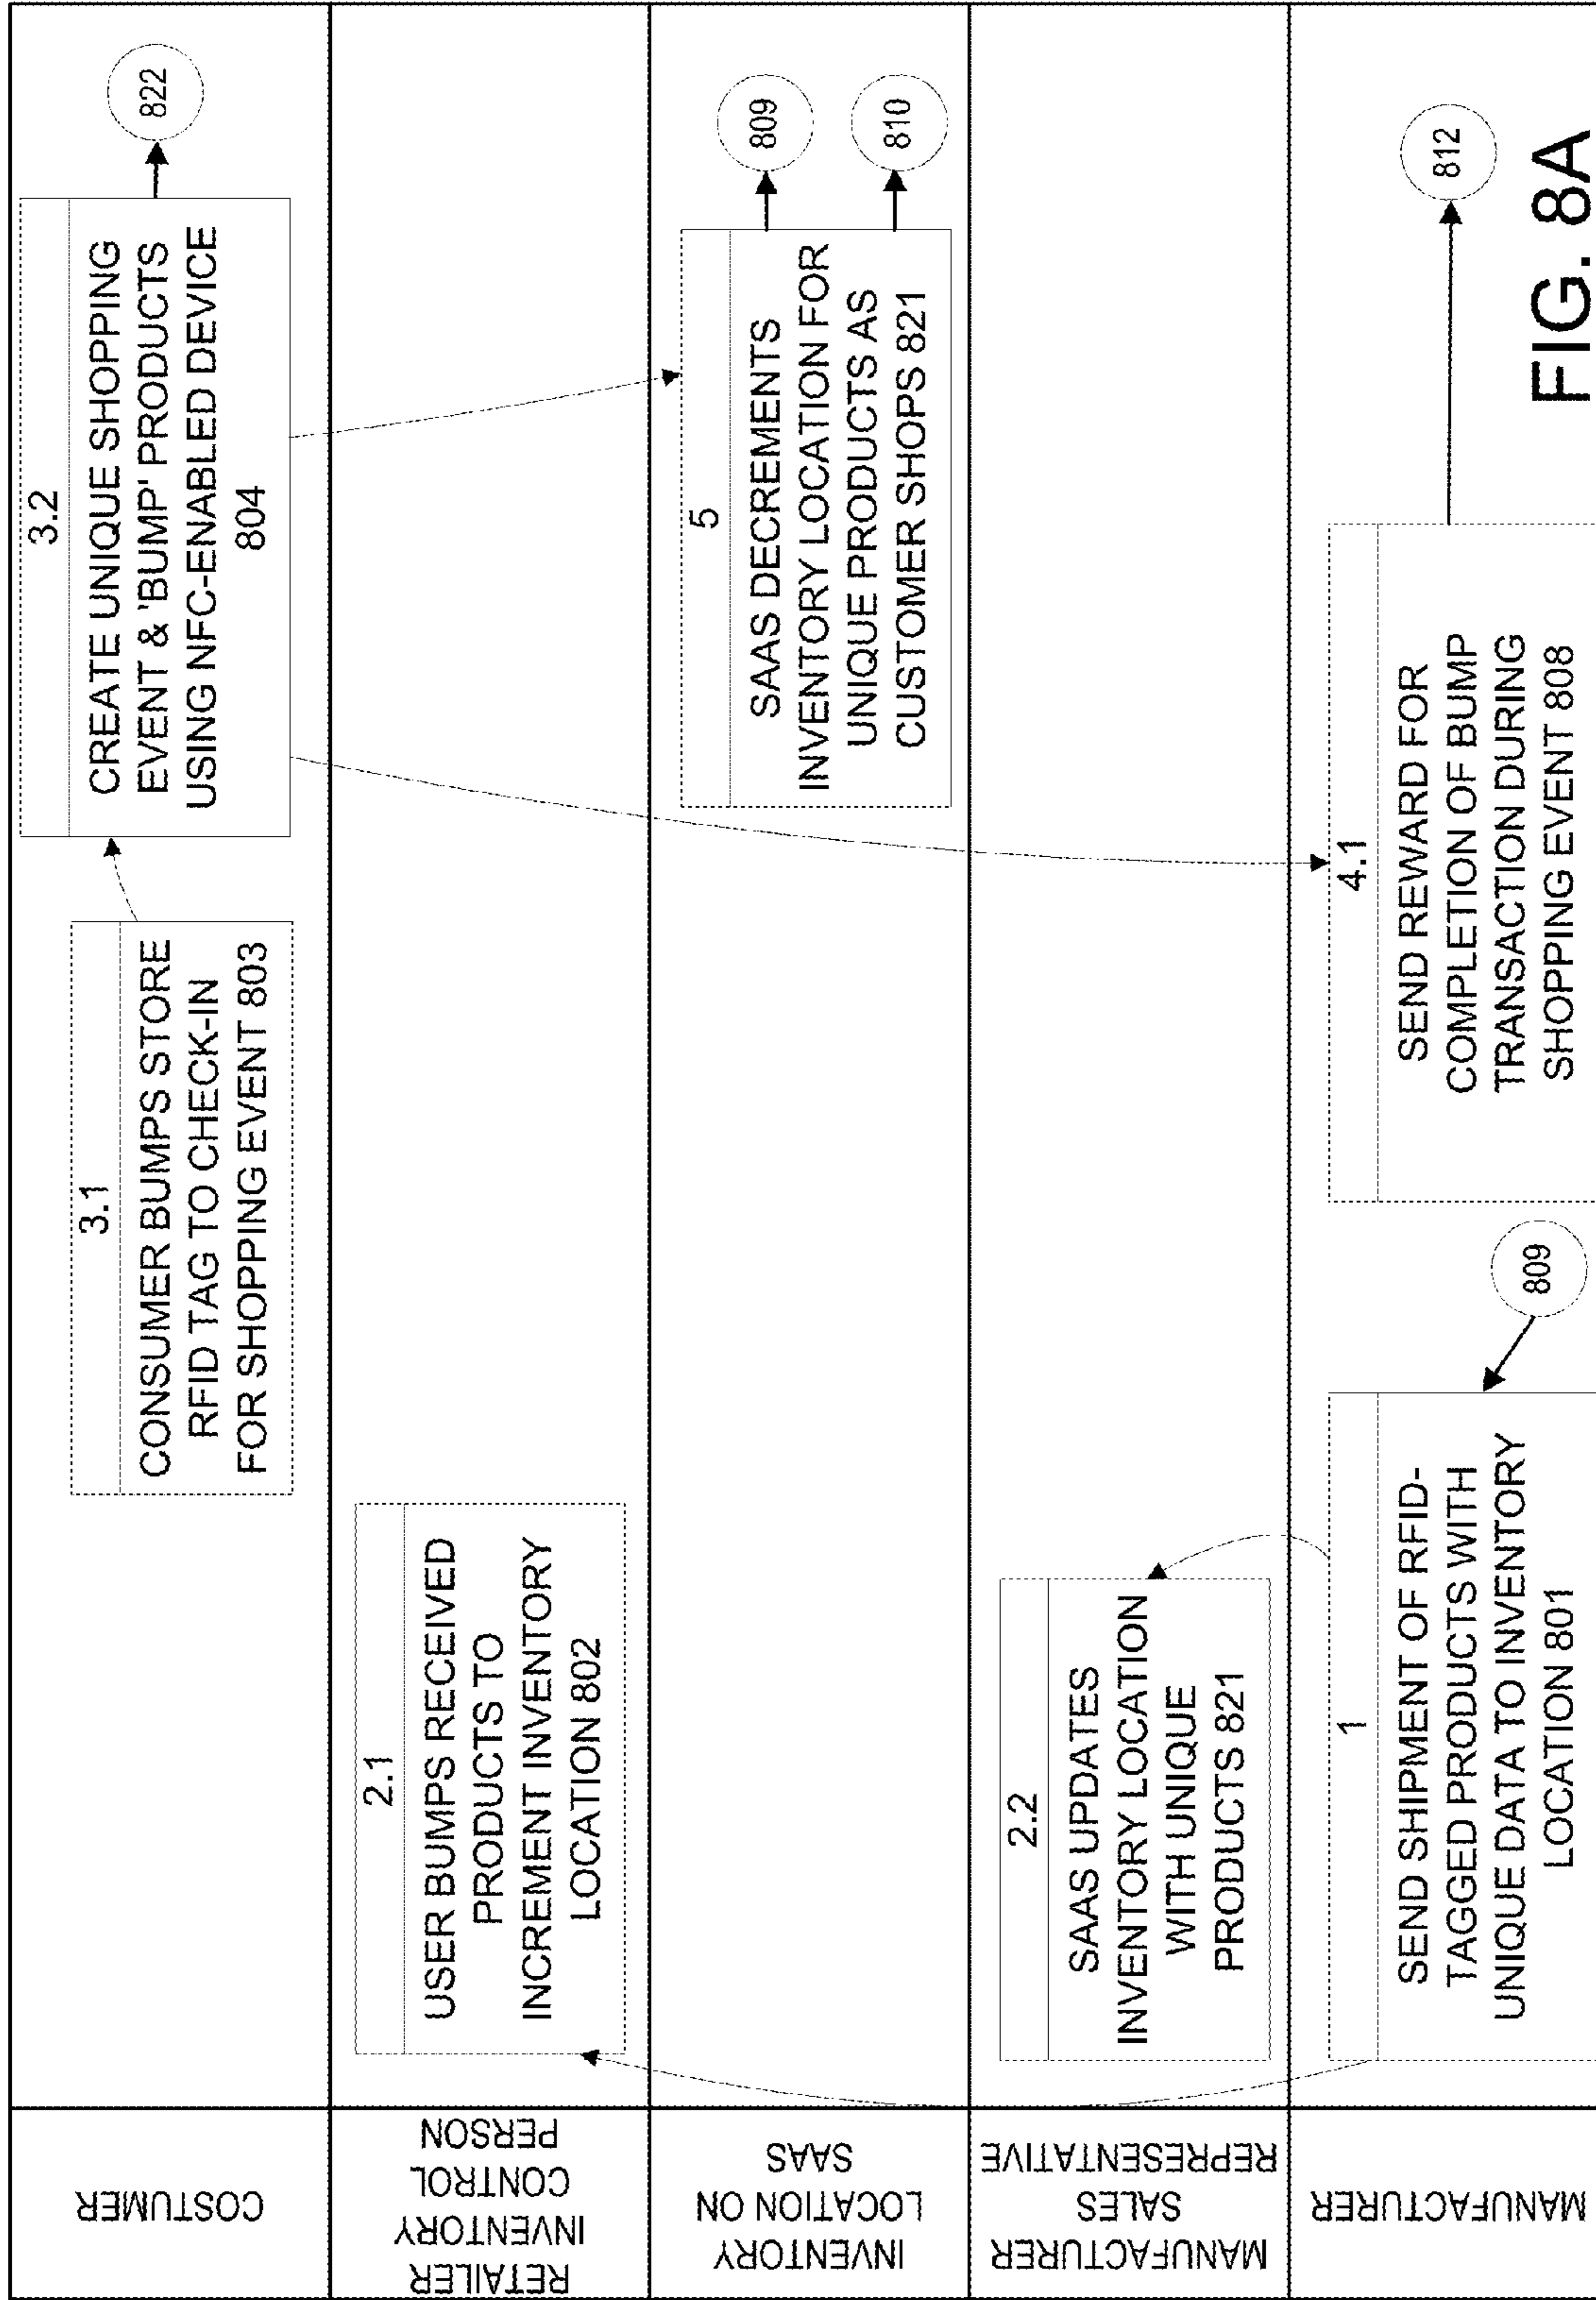 COSTUMER
3.1
CONSUMER BUMPS STORE
RFID TAG TO CHECK-IN
FOR SHOPPING EVENT 803
3.2
CREATE UNIQUE SHOPPING
EVENT & 'BUMP' PRODUCTS
USING NFC-ENABLED DEVICE
804
822
RETAILER
INVENTORY
CONTROL
PERSON
2.1
USER BUMPS RECEIVED
PRODUCTS TO
INCREMENT INVENTORY
LOCATION 802
INVENTORY
LOCATION ON
SAAS
5
SAAS DECREMENTS
INVENTORY LOCATION FOR
UNIQUE PRODUCTS AS
CUSTOMER SHOPS 821
809
810
MANUFACTURER
SALES
REPRESENTATIVE
2.2
SAAS UPDATES
INVENTORY LOCATION
WITH UNIQUE
PRODUCTS 821
MANUFACTURER
1
SEND SHIPMENT OF RFID-
TAGGED PRODUCTS WITH
UNIQUE DATA TO INVENTORY
LOCATION 801
809
4.1
SEND REWARD FOR
COMPLETION OF BUMP
TRANSACTION DURING
SHOPPING EVENT 808
812
FIG. 8A